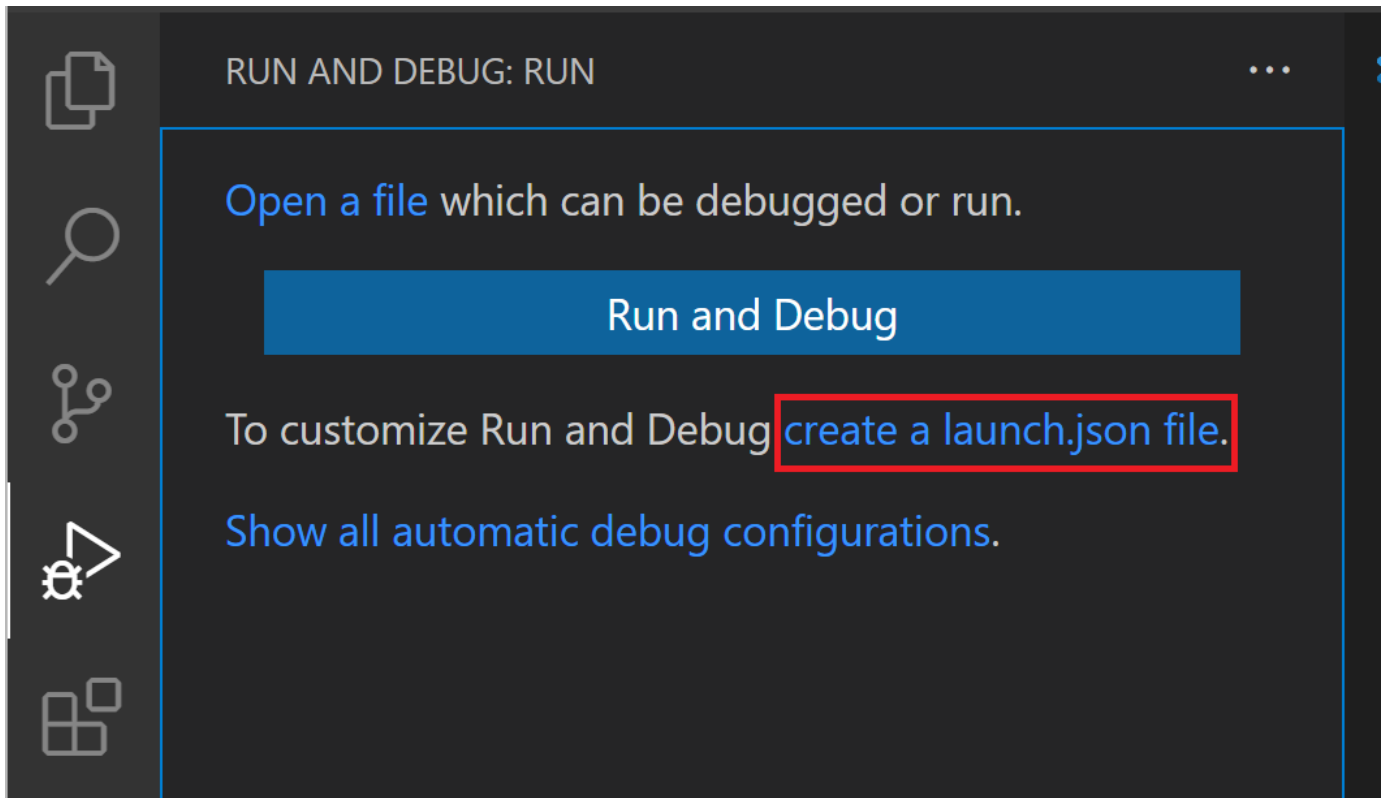 RUN AND DEBUG: RUN
Open a file which can be debugged or run.
Run and Debug
To customize Run and Debug create a launch.json file.
Show all automatic debug configurations.